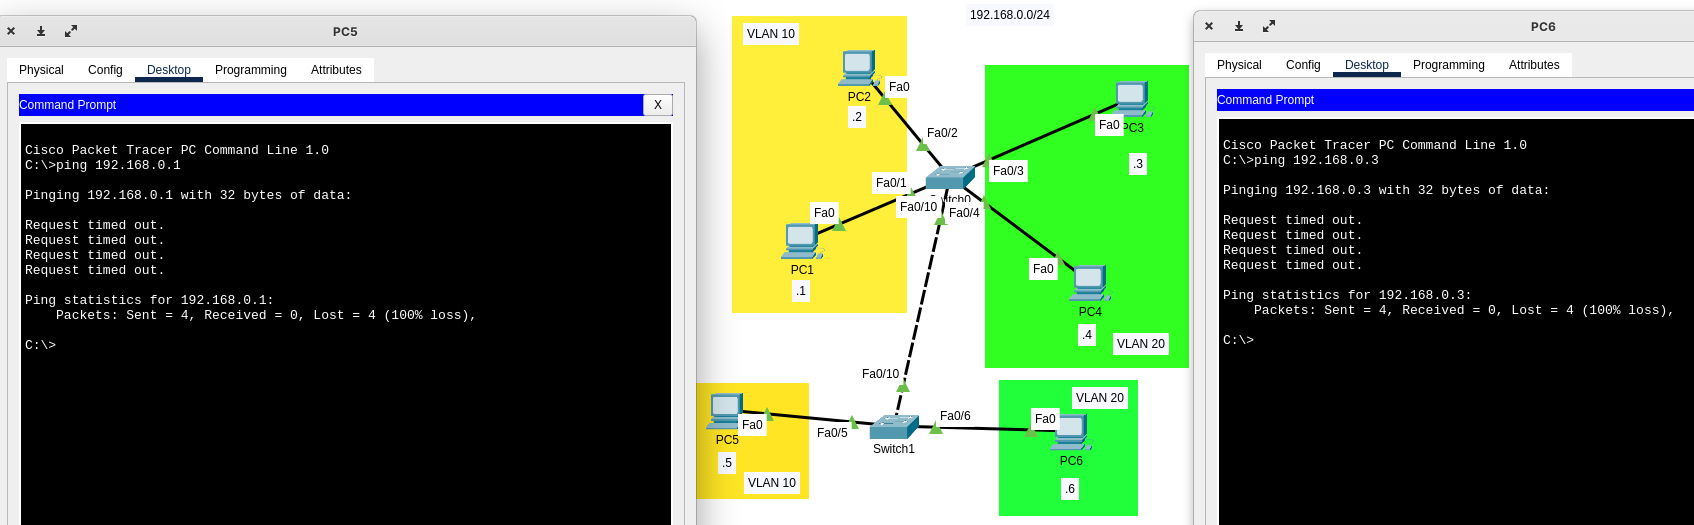 PC5
Physical Config Desktop Programming Attributes
Command Prompt X
Cisco Packet Tracer PC Command Line 1.0
C:\>ping 192.168.0.1
Pinging 192.168.0.1 with 32 bytes of data:
Request timed out.
Request timed out.
Request timed out.
Request timed out.
Ping statistics for 192.168.0.1:
Packets: Sent = 4, Received = 0, Lost = 4 (100% loss),
C:\>
192.168.0.0/24
VLAN 10
PC2
Fa0
.2
Fa0/2
Fa0/1
Fa0/10
Fa0/4
Fa0/3
Fa0
PC3
.3
Fa0
PC1
.1
Fa0
PC4
.4
VLAN 20
Fa0/10
PC5
Fa0
.5
VLAN 10
Fa0/5
Switch1
Fa0/6
VLAN 20
Fa0
PC6
.6
PC6
Physical Config Desktop Programming Attributes
Command Prompt
Cisco Packet Tracer PC Command Line 1.0
C:\>ping 192.168.0.3
Pinging 192.168.0.3 with 32 bytes of data:
Request timed out.
Request timed out.
Request timed out.
Request timed out.
Ping statistics for 192.168.0.3:
Packets: Sent = 4, Received = 0, Lost = 4 (100% loss),
C:\>